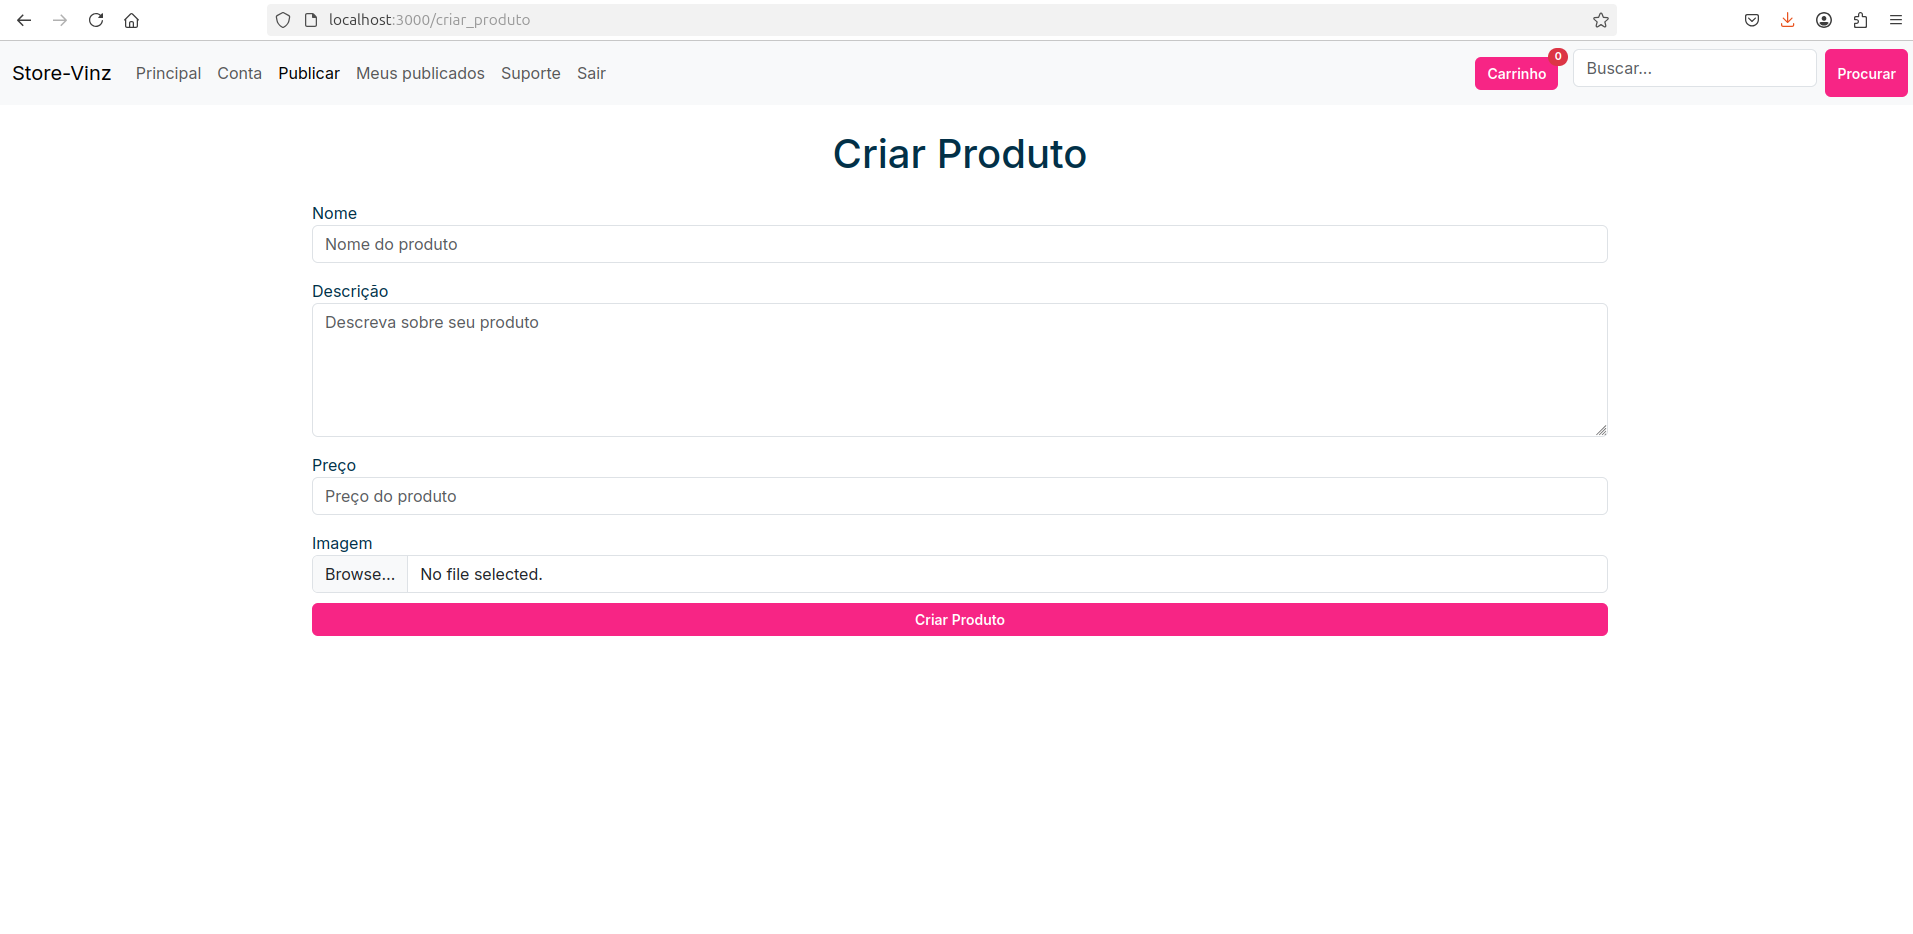 localhost:3000/criar_produto
Store-Vinz Principal Conta Publicar Meus publicados Suporte Sair Carrinho 0 Buscar... Procurar
Criar Produto
Nome
Nome do produto
Descrição
Descreva sobre seu produto
Preço
Preço do produto
Imagem
Browse... No file selected.
Criar Produto